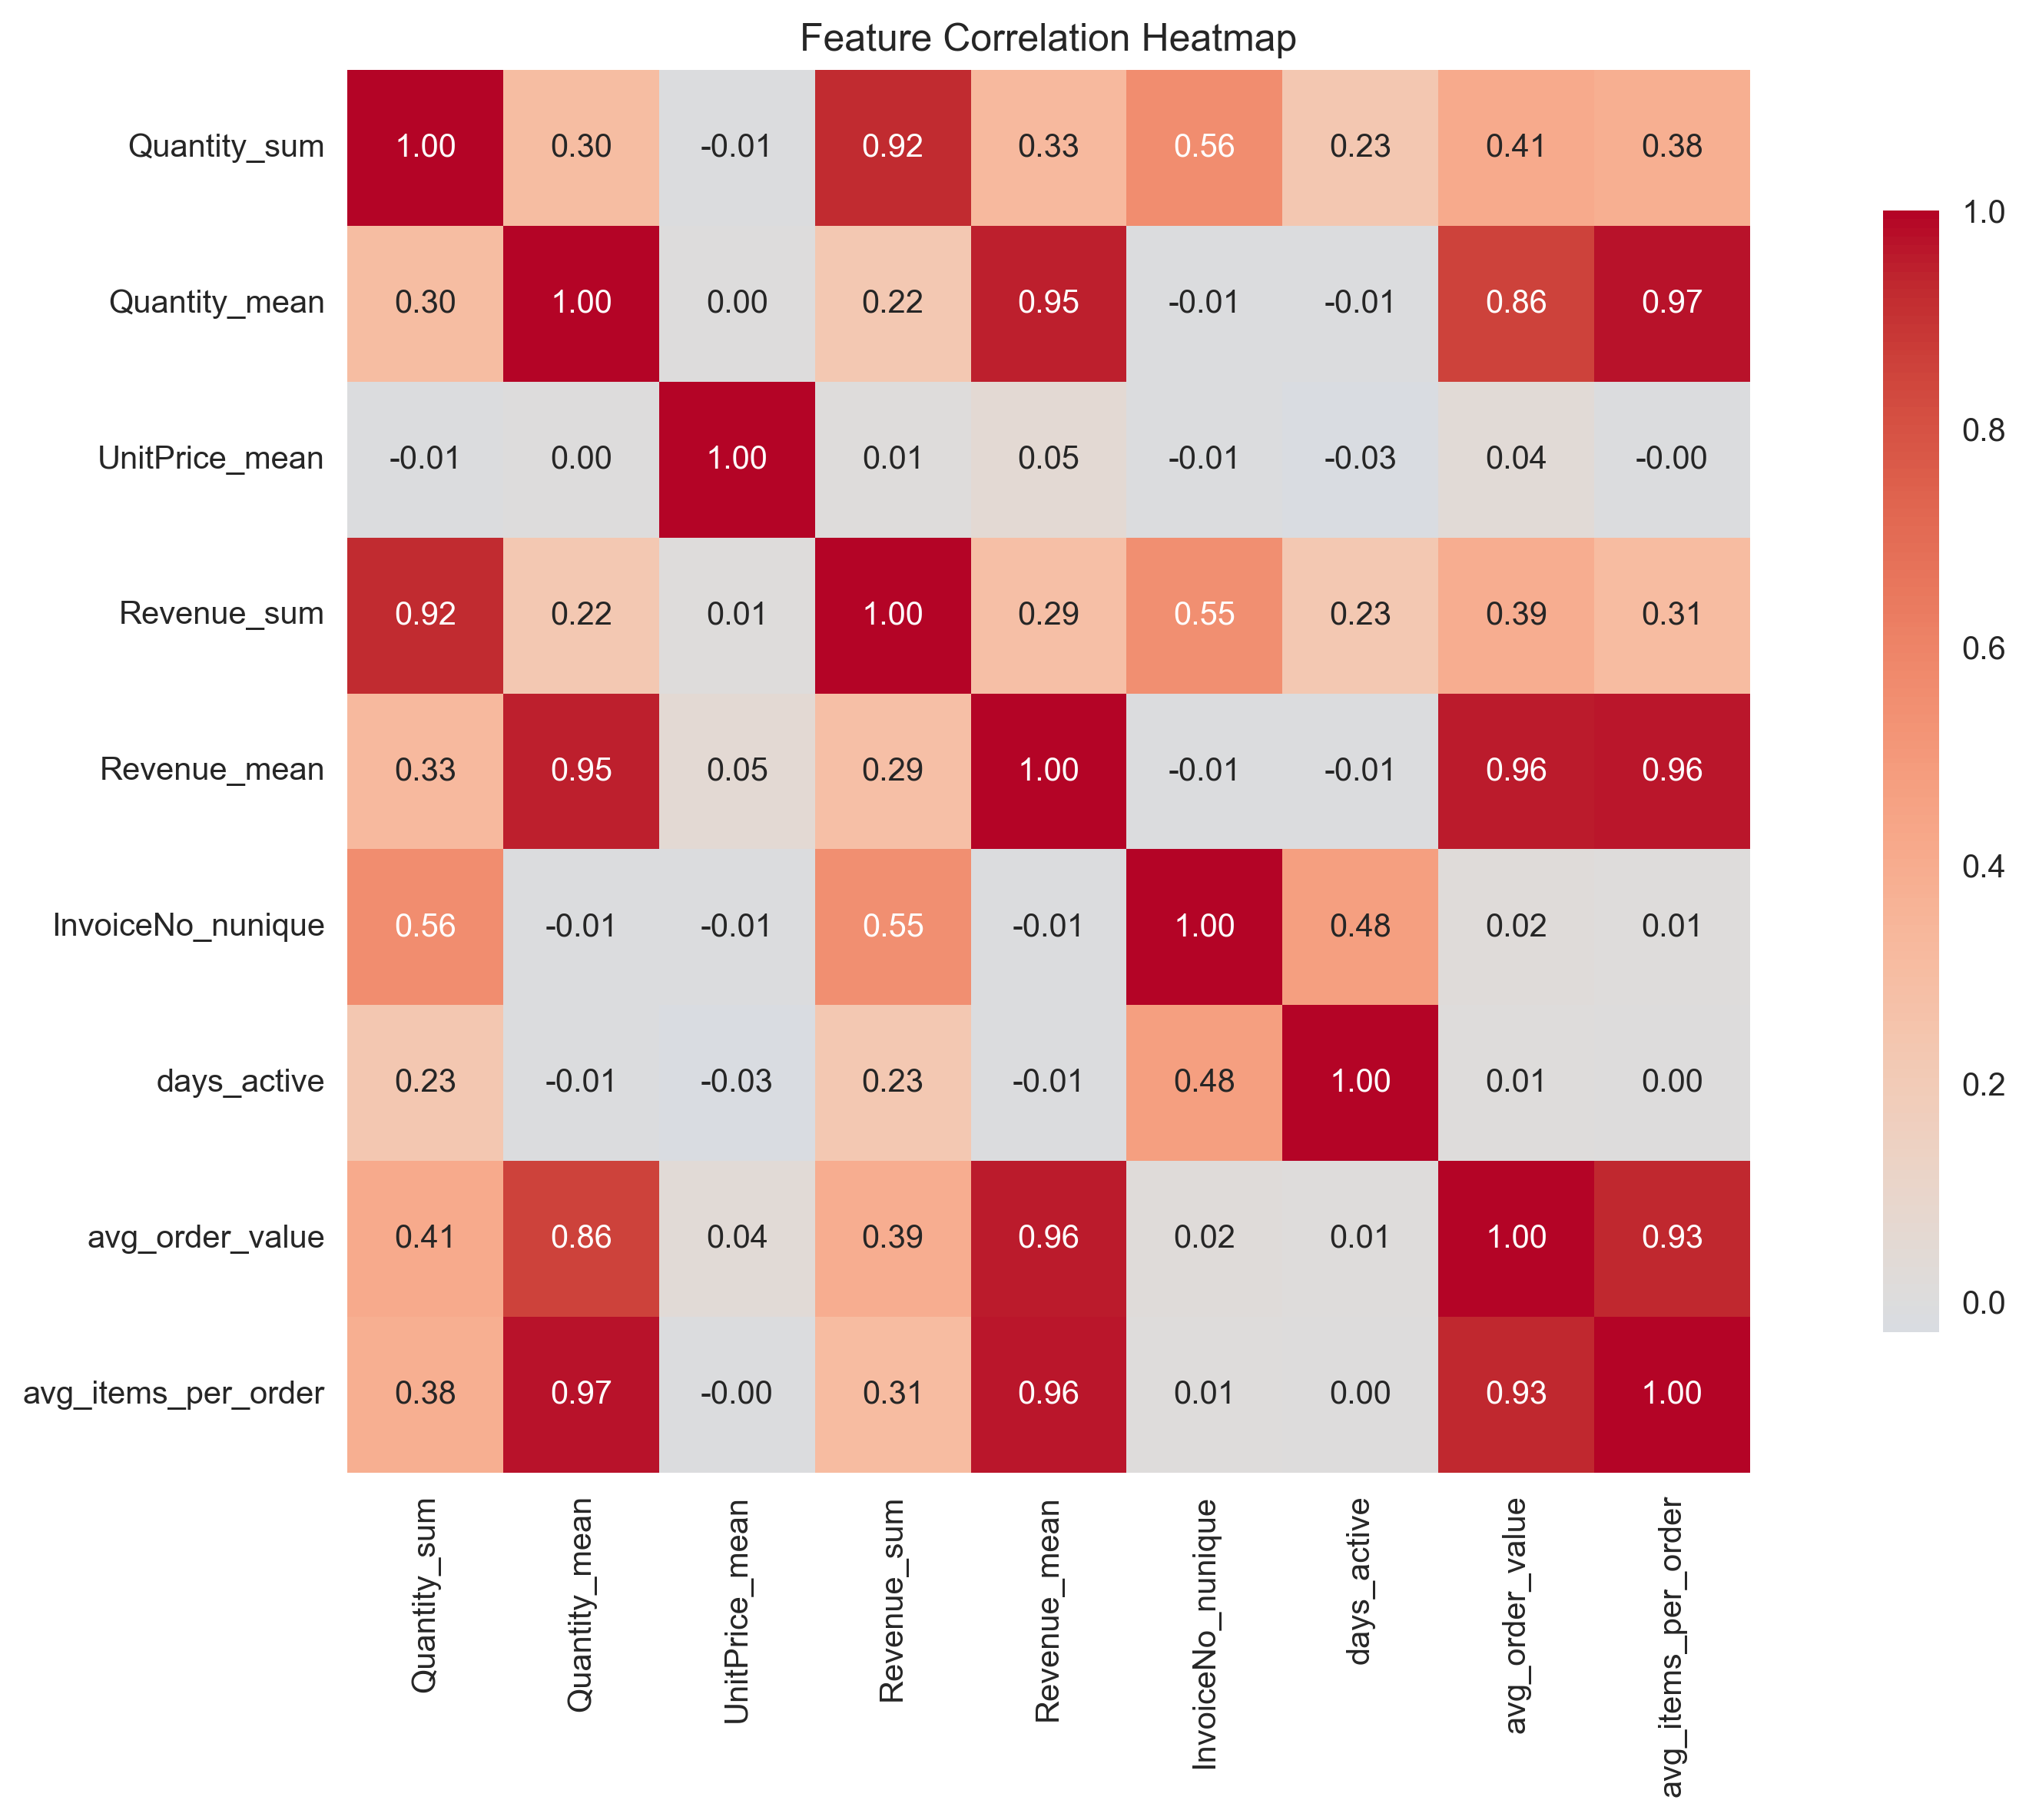 Feature Correlation Heatmap
Quantity_sum 1.00 0.30 -0.01 0.92 0.33 0.56 0.23 0.41 0.38
Quantity_mean 0.30 1.00 0.00 0.22 0.95 -0.01 -0.01 0.86 0.97
UnitPrice_mean -0.01 0.00 1.00 0.01 0.05 -0.01 -0.03 0.04 -0.00
Revenue_sum 0.92 0.22 0.01 1.00 0.29 0.55 0.23 0.39 0.31
Revenue_mean 0.33 0.95 0.05 0.29 1.00 -0.01 -0.01 0.96 0.96
InvoiceNo_nunique 0.56 -0.01 -0.01 0.55 -0.01 1.00 0.48 0.02 0.01
days_active 0.23 -0.01 -0.03 0.23 -0.01 0.48 1.00 0.01 0.00
avg_order_value 0.41 0.86 0.04 0.39 0.96 0.02 0.01 1.00 0.93
avg_items_per_order 0.38 0.97 -0.00 0.31 0.96 0.01 0.00 0.93 1.00
Quantity_sum
Quantity_mean
UnitPrice_mean
Revenue_sum
Revenue_mean
InvoiceNo_nunique
days_active
avg_order_value
avg_items_per_order
1.0
0.8
0.6
0.4
0.2
0.0